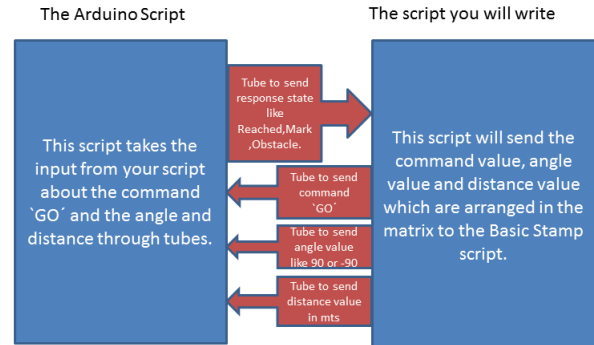 The Arduino Script
The script you will write
This script takes the
input from your script
about the command
`GO´ and the angle and
distance through tubes.
Tube to send
response state
like
Reached,Mark
,Obstacle.
Tube to send
command
`GO´
Tube to send
angle value
like 90 or -90
Tube to send
distance value
in mts
This script will send the
command value, angle
value and distance value
which are arranged in the
matrix to the Basic Stamp
script.